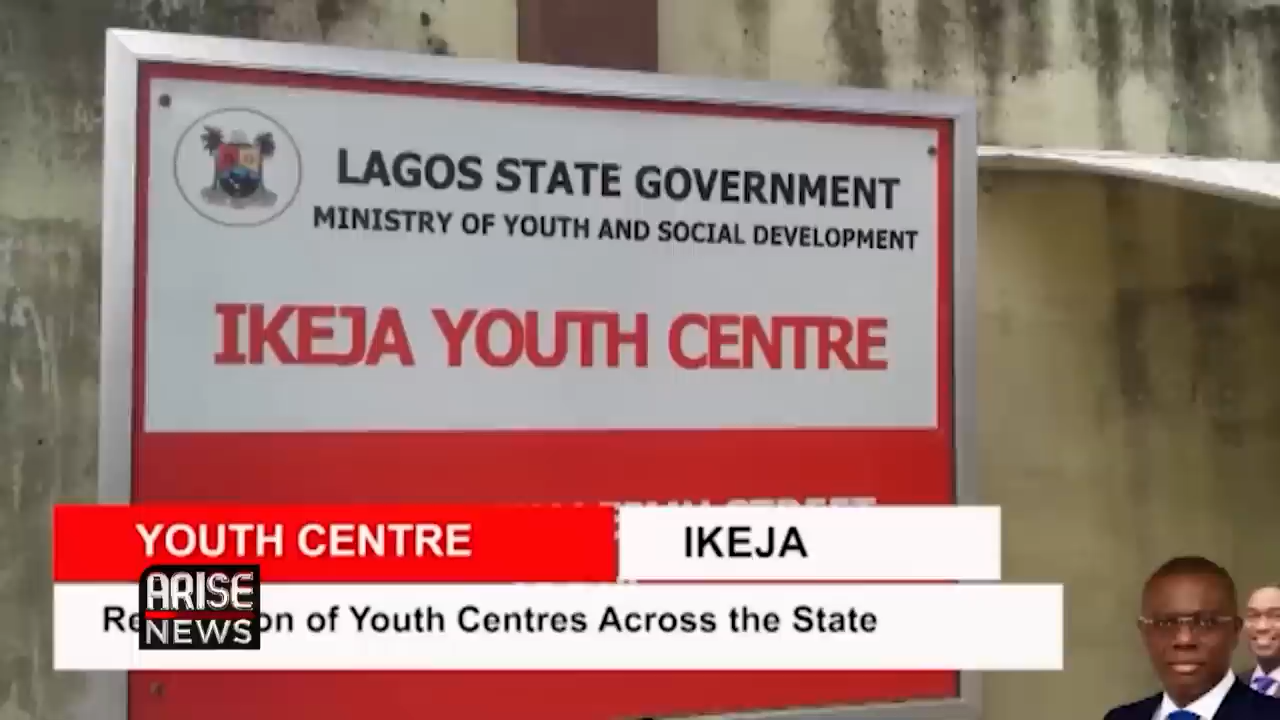 LAGOS STATE GOVERNMENT
MINISTRY OF YOUTH AND SOCIAL DEVELOPMENT
IKEJA YOUTH CENTRE
STREET
YOUTH CENTRE
IKEJA
of Youth Centres Across the State
ARISE
NEWS